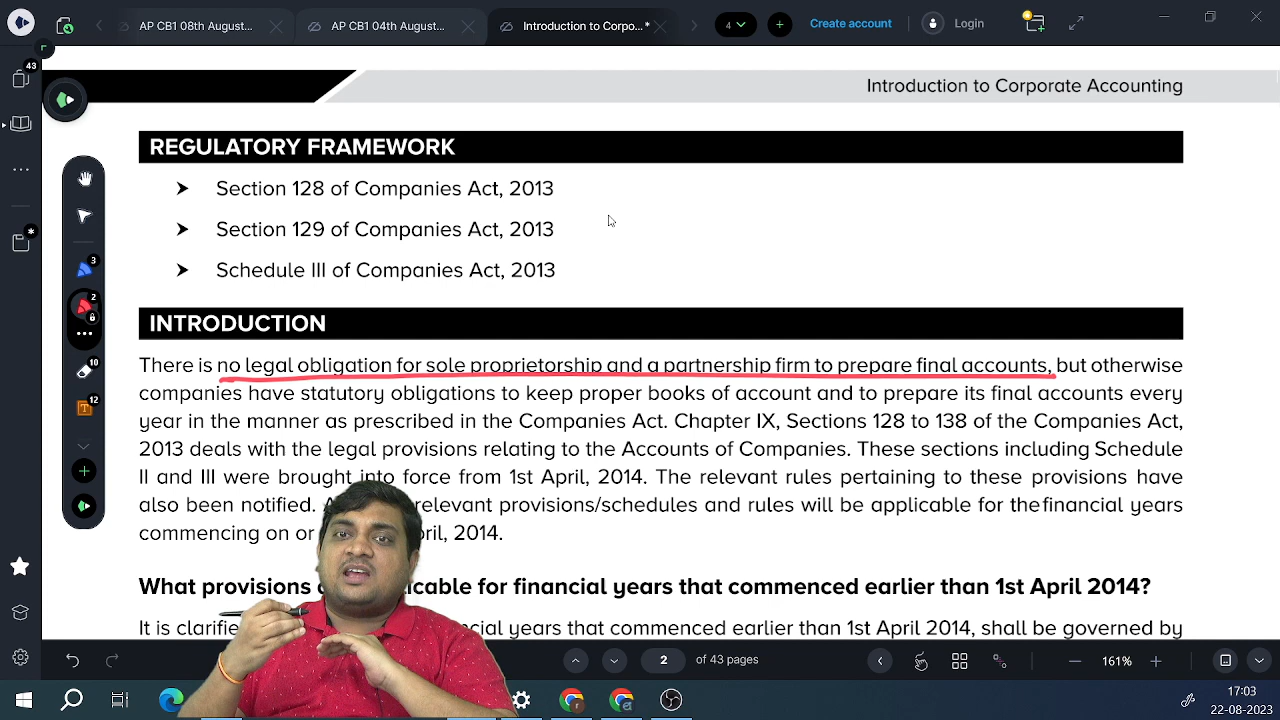 AP CB1 08th August...
AP CB1 04th August...
Introduction to Corpo...*
4
Create account
Login
43
Introduction to Corporate Accounting
REGULATORY FRAMEWORK
Section 128 of Companies Act, 2013
Section 129 of Companies Act, 2013
Schedule III of Companies Act, 2013
3
2
10
12
INTRODUCTION
There is no legal obligation for sole proprietorship and a partnership firm to prepare final accounts, but otherwise
companies have statutory obligations to keep proper books of account and to prepare its final accounts every
year in the manner as prescribed in the Companies Act. Chapter IX, Sections 128 to 138 of the Companies Act,
2013 deals with the legal provisions relating to the Accounts of Companies. These sections including Schedule
II and III were brought into force from 1st April, 2014. The relevant rules pertaining to these provisions have
also been notified. relevant provisions/schedules and rules will be applicable for the financial years
commencing on or 2014.
What provisions for financial years that commenced earlier than 1st April 2014?
It is years that commenced earlier than 1st April 2014, shall be governed by
2 of 43 pages
161%
17:03
22-08-2023